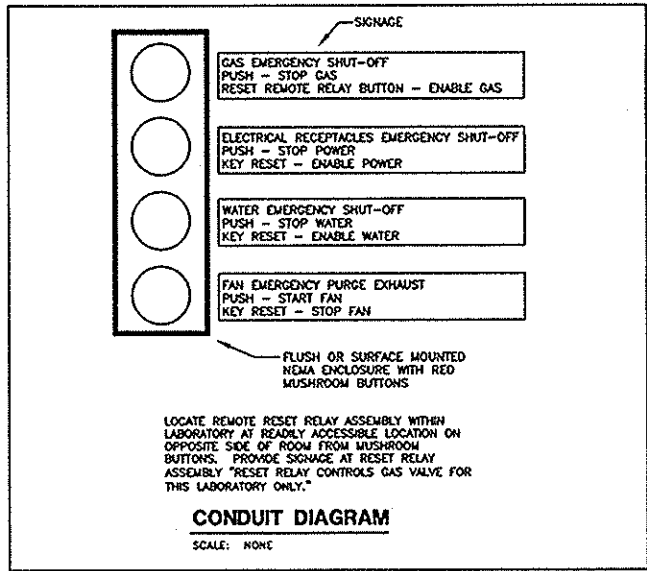 SIGNAGE
GAS EMERGENCY SHUT-OFF
PUSH - STOP GAS
RESET REMOTE RELAY BUTTON - ENABLE GAS
ELECTRICAL RECEPTACLES EMERGENCY SHUT-OFF
PUSH - STOP POWER
KEY RESET - ENABLE POWER
WATER EMERGENCY SHUT-OFF
PUSH - STOP WATER
KEY RESET - ENABLE WATER
FAN EMERGENCY PURGE EXHAUST
PUSH - START FAN
KEY RESET - STOP FAN
FLUSH OR SURFACE MOUNTED
NEMA ENCLOSURE WITH RED
MUSHROOM BUTTONS
LOCATE REMOTE RESET RELAY ASSEMBLY WITHIN
LABORATORY AT READILY ACCESSIBLE LOCATION ON
OPPOSITE SIDE OF ROOM FROM MUSHROOM
BUTTONS. PROVIDE SIGNAGE AT RESET RELAY
ASSEMBLY "RESET RELAY CONTROLS GAS VALVE FOR
THIS LABORATORY ONLY."
CONDUIT DIAGRAM
SCALE: NONE